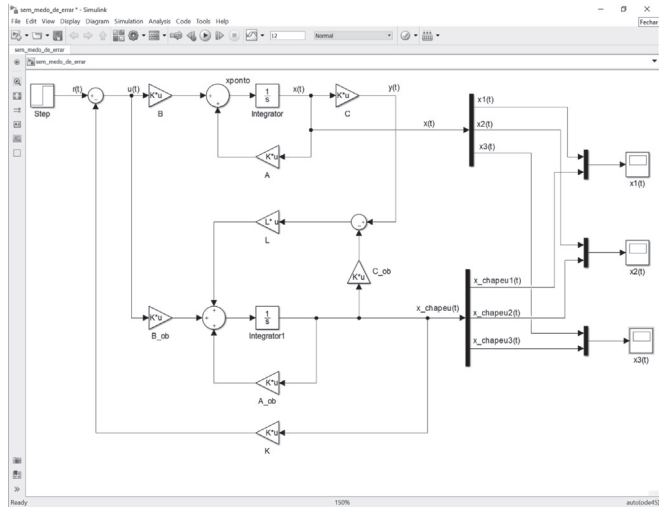 sem_medo_de_errar * - Simulink
File Edit View Display Diagram Simulation Analysis Code Tools Help
Fechar
12
Normal
sem_medo_de_errar
sem_medo_de_errar
Step
r(t)
u(t)
K*u
B
xponto
1
s
Integrator
x(t)
K*u
C
y(t)
K*u
A
x(t)
x1(t)
x2(t)
x3(t)
x1(t)
L* u
L
K*u
C_ob
x2(t)
K*u
B_ob
1
s
Integrator1
x_chapeu(t)
x_chapeu1(t)
x_chapeu2(t)
x_chapeu3(t)
x3(t)
K*u
A_ob
K*u
K
Ready
150%
auto(ode45)